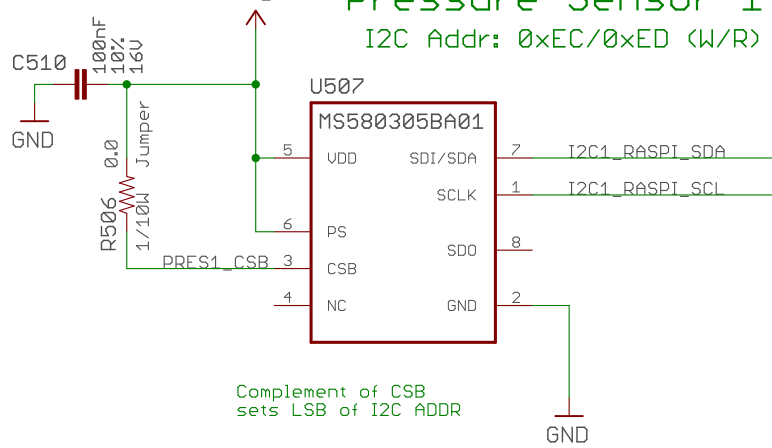 Pressure Sensor 1
I2C Addr: 0xEC/0xED (W/R)
C510
100nF
10%
16V
GND
U507
MS580305BA01
5
VDD
SDI/SDA
7
I2C1_RASPI_SDA
SCLK
1
I2C1_RASPI_SCL
0.0
Jumper
R506
1/10W
6
PS
SDO
8
PRES1_CSB
3
CSB
4
NC
GND
2
Complement of CSB
sets LSB of I2C ADDR
GND